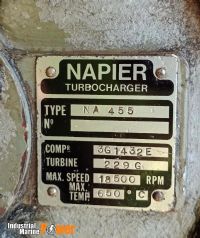 NAPIER
TURBOCHARGER
TYPE NA 455
Nº
COMPR 3G1432E
TURBINE 229G
MAX. SPEED 18500 RPM
MAX. TEMP. 650 °C
Industrial Marine Power